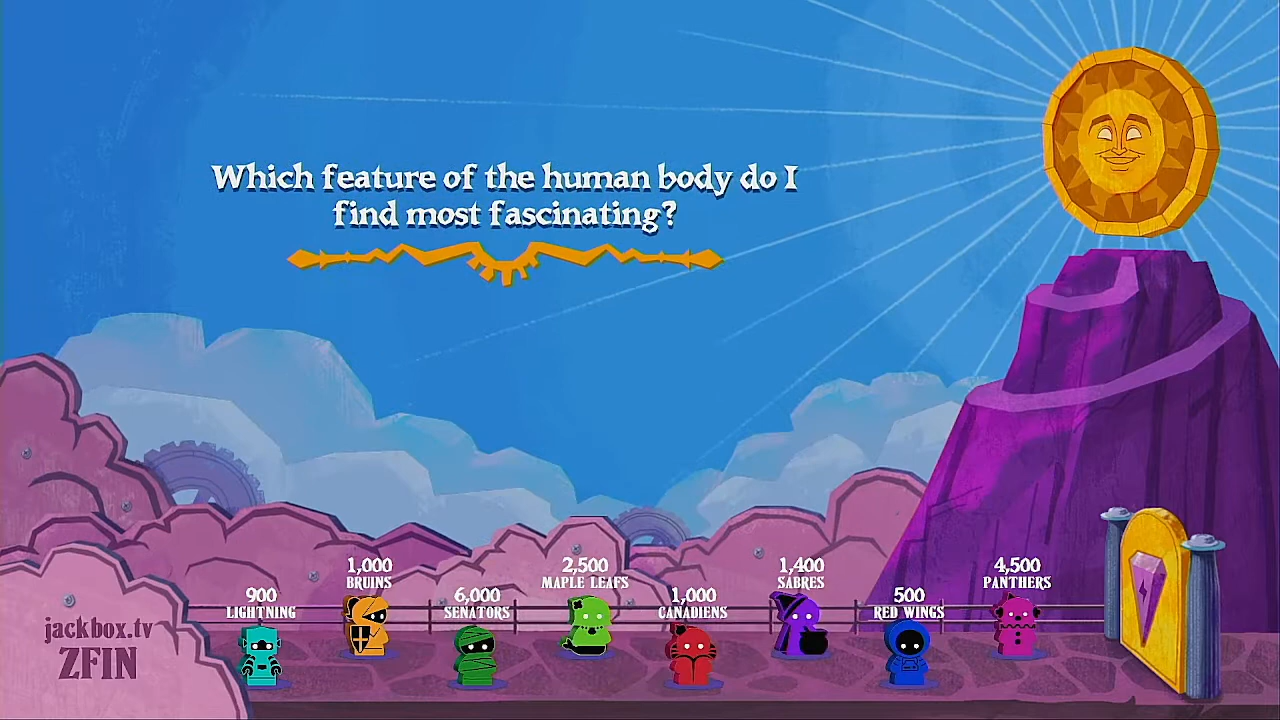 Which feature of the human body do I
find most fascinating?
1,000
BRUINS
2,500
MAPLE LEAFS
1,400
SABRES
4,500
PANTHERS
900
LIGHTNING
6,000
SENATORS
1,000
CANADIENS
500
RED WINGS
jackbox.tv
ZFIN